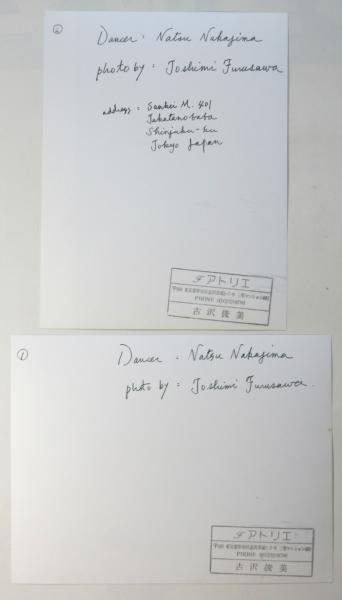 ②
Dancer : Natsu Nakajima
photo by : Toshimi Furusawa
address : Sankei M. 401
Takatanobaba
Shinjuku-ku
Tokyo Japan
アトリエ
PHONE
古沢俊美
①
Dancer : Natsu Nakajima
photo by : Toshimi Furusawa.
アトリエ
PHONE
古沢俊美